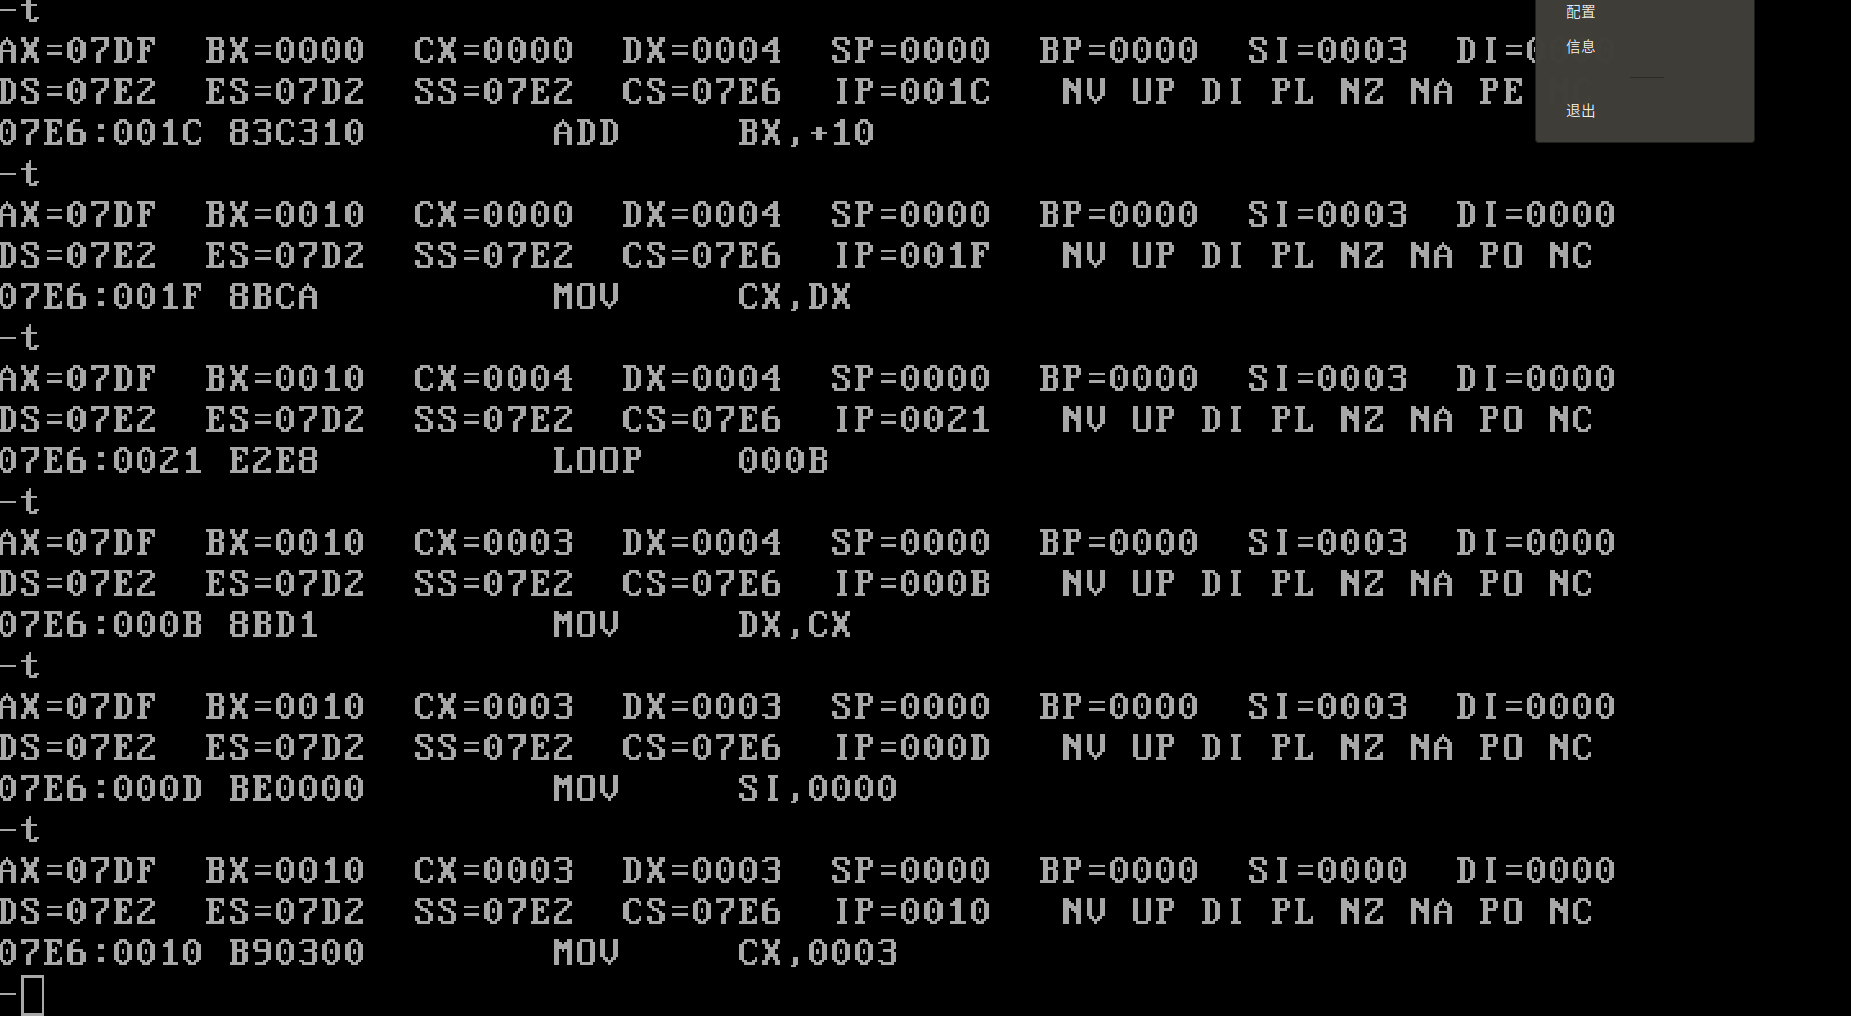 -t
AX=07DF BX=0000 CX=0000 DX=0004 SP=0000 BP=0000 SI=0003 DI=
DS=07E2 ES=07D2 SS=07E2 CS=07E6 IP=001C NV UP DI PL NZ NA PE NC
07E6:001C 83C310 ADD BX,+10
-t
AX=07DF BX=0010 CX=0000 DX=0004 SP=0000 BP=0000 SI=0003 DI=0000
DS=07E2 ES=07D2 SS=07E2 CS=07E6 IP=001F NV UP DI PL NZ NA PO NC
07E6:001F 8BCA MOV CX,DX
-t
AX=07DF BX=0010 CX=0004 DX=0004 SP=0000 BP=0000 SI=0003 DI=0000
DS=07E2 ES=07D2 SS=07E2 CS=07E6 IP=0021 NV UP DI PL NZ NA PO NC
07E6:0021 E2E8 LOOP 000B
-t
AX=07DF BX=0010 CX=0003 DX=0004 SP=0000 BP=0000 SI=0003 DI=0000
DS=07E2 ES=07D2 SS=07E2 CS=07E6 IP=000B NV UP DI PL NZ NA PO NC
07E6:000B 8BD1 MOV DX,CX
-t
AX=07DF BX=0010 CX=0003 DX=0003 SP=0000 BP=0000 SI=0003 DI=0000
DS=07E2 ES=07D2 SS=07E2 CS=07E6 IP=000D NV UP DI PL NZ NA PO NC
07E6:000D BE0000 MOV SI,0000
-t
AX=07DF BX=0010 CX=0003 DX=0003 SP=0000 BP=0000 SI=0000 DI=0000
DS=07E2 ES=07D2 SS=07E2 CS=07E6 IP=0010 NV UP DI PL NZ NA PO NC
07E6:0010 B90300 MOV CX,0003
-
配置
信息
退出